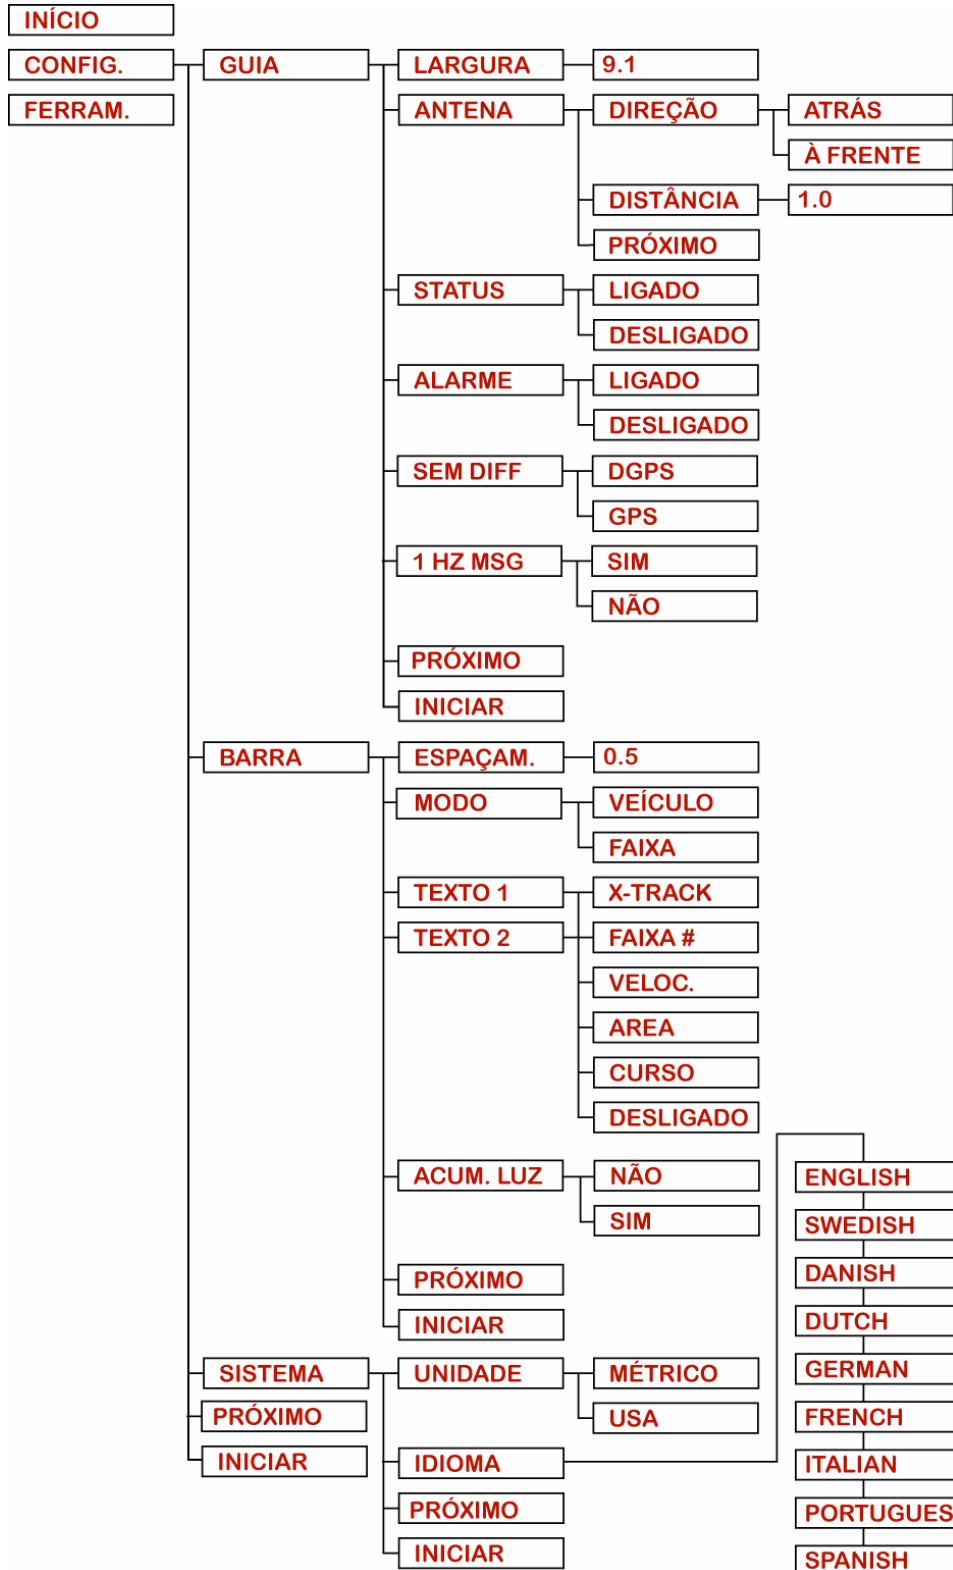 INÍCIO
CONFIG.
GUIA
LARGURA
9.1
FERRAM.
ANTENA
DIREÇÃO
ATRÁS
À FRENTE
DISTÂNCIA
1.0
PRÓXIMO
STATUS
LIGADO
DESLIGADO
ALARME
LIGADO
DESLIGADO
SEM DIFF
DGPS
GPS
1 HZ MSG
SIM
NÃO
PRÓXIMO
INICIAR
BARRA
ESPAÇAM.
0.5
MODO
VEÍCULO
FAIXA
TEXTO 1
X-TRACK
TEXTO 2
FAIXA #
VELOC.
AREA
CURSO
DESLIGADO
ACUM. LUZ
NÃO
SIM
PRÓXIMO
INICIAR
SISTEMA
UNIDADE
MÉTRICO
USA
PRÓXIMO
INICIAR
IDIOMA
PRÓXIMO
INICIAR
ENGLISH
SWEDISH
DANISH
DUTCH
GERMAN
FRENCH
ITALIAN
PORTUGUES
SPANISH